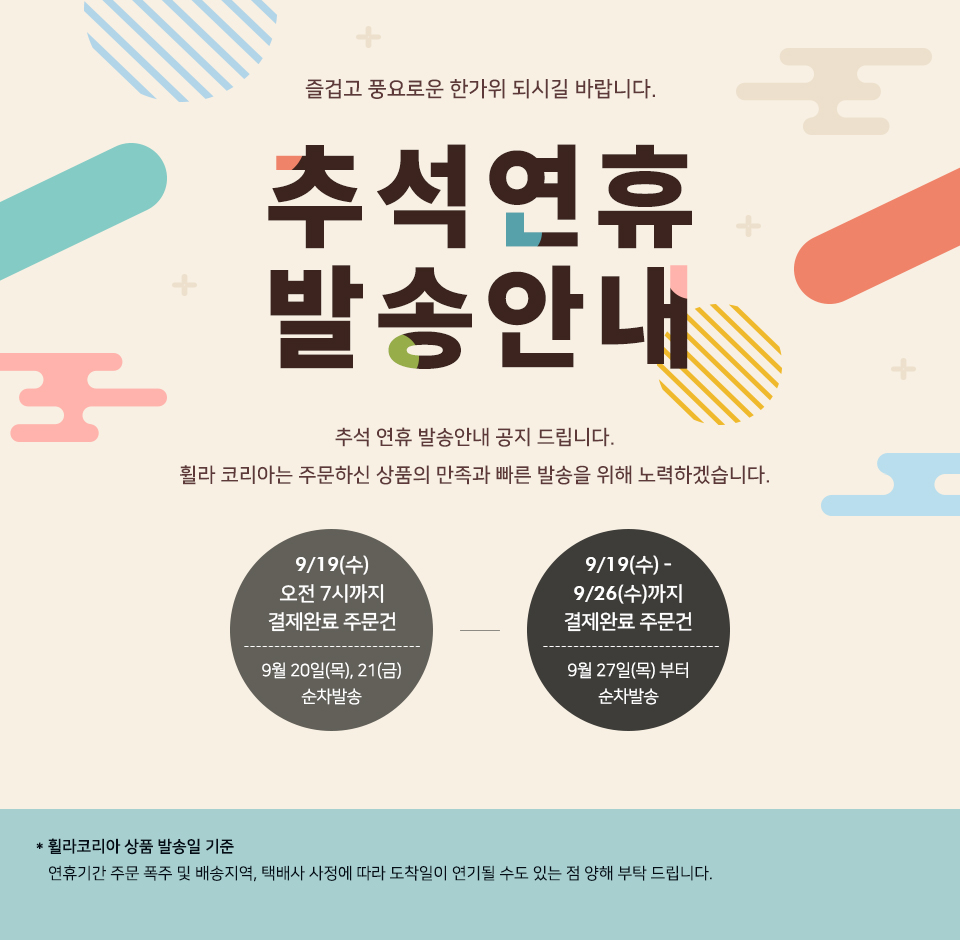 즐겁고 풍요로운 한가위 되시길 바랍니다.
추석연휴
발송안내
추석 연휴 발송안내 공지 드립니다.
휠라 코리아는 주문하신 상품의 만족과 빠른 발송을 위해 노력하겠습니다.
9/19(수)
오전 7시까지
결제완료 주문건
9월 20일(목), 21(금)
순차발송
9/19(수) -
9/26(수)까지
결제완료 주문건
9월 27일(목) 부터
순차발송
* 휠라코리아 상품 발송일 기준
연휴기간 주문 폭주 및 배송지역, 택배사 사정에 따라 도착일이 연기될 수도 있는 점 양해 부탁 드립니다.